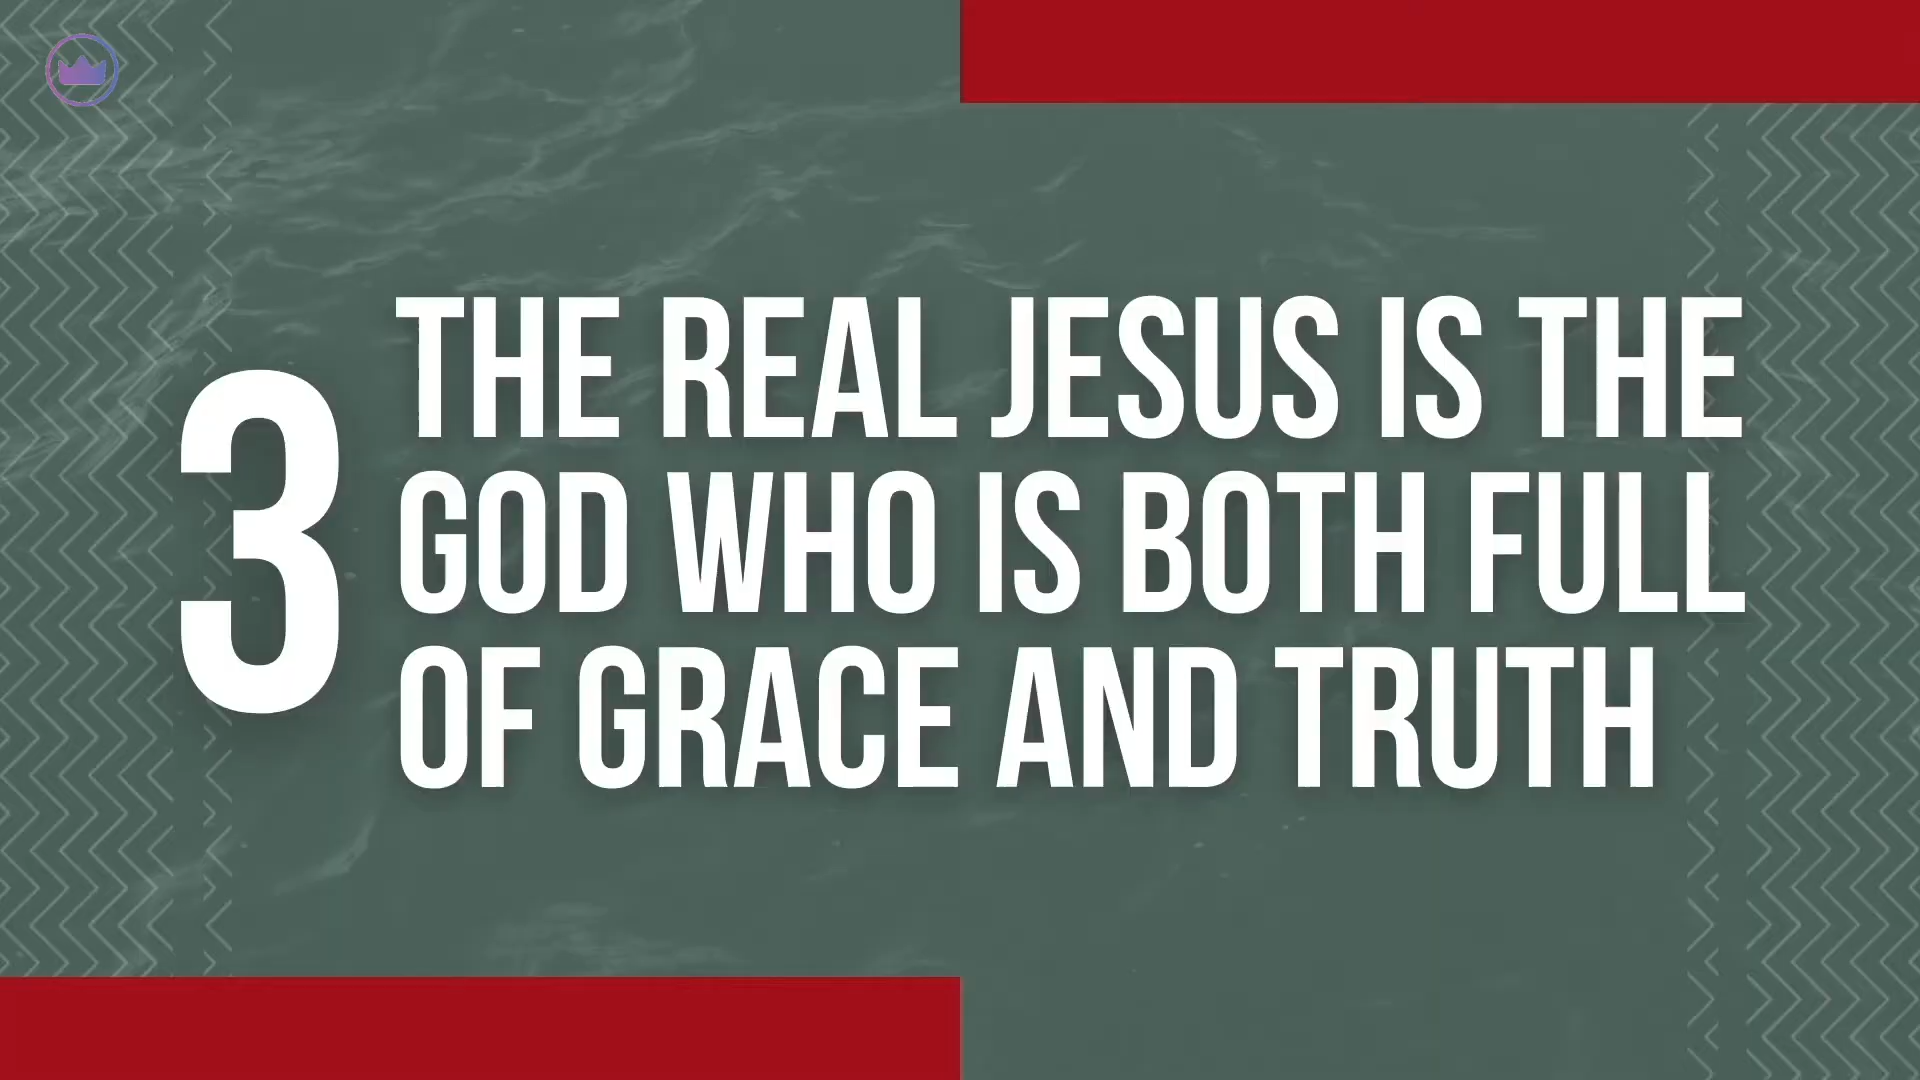 3
THE REAL JESUS IS THE
GOD WHO IS BOTH FULL
OF GRACE AND TRUTH